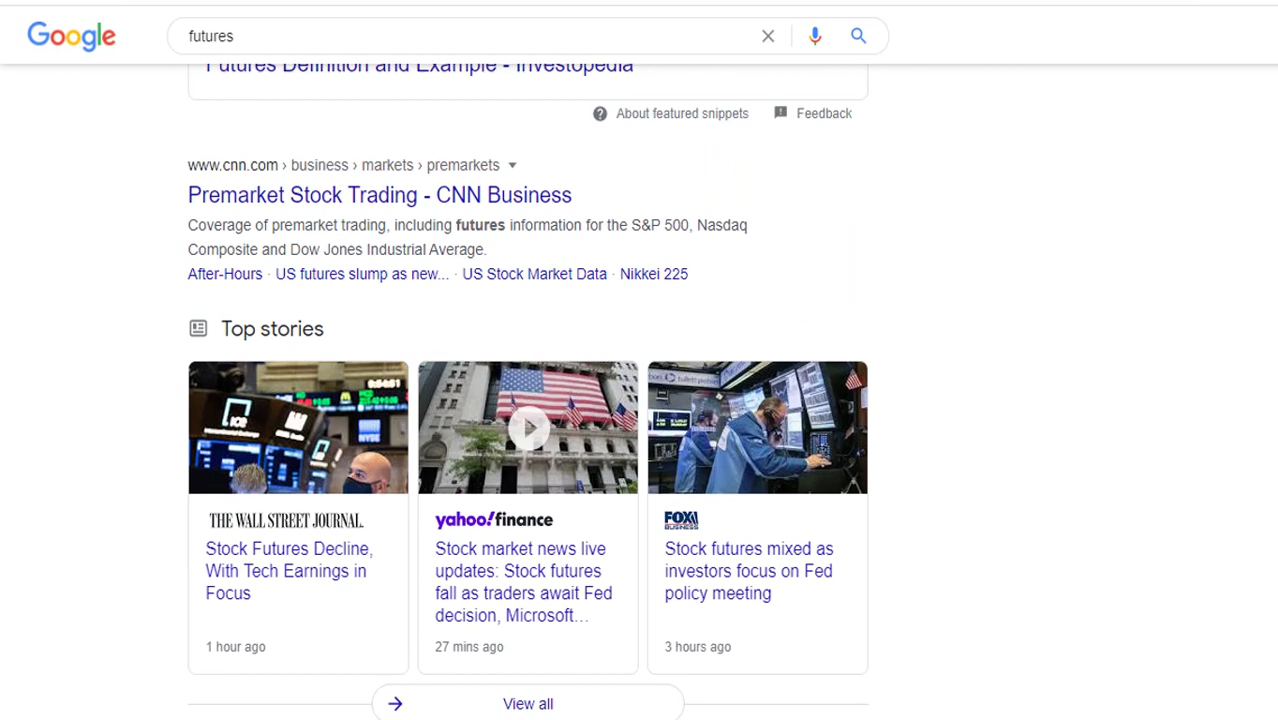 Google
futures
Futures Definition and Example - Investopedia
About featured snippets
Feedback
www.cnn.com › business › markets › premarkets
Premarket Stock Trading - CNN Business
Coverage of premarket trading, including futures information for the S&P 500, Nasdaq
Composite and Dow Jones Industrial Average.
After-Hours · US futures slump as new... · US Stock Market Data · Nikkei 225
Top stories
THE WALL STREET JOURNAL.
Stock Futures Decline,
With Tech Earnings in
Focus
1 hour ago
yahoo!finance
Stock market news live
updates: Stock futures
fall as traders await Fed
decision, Microsoft...
27 mins ago
FOX
BUSINESS
Stock futures mixed as
investors focus on Fed
policy meeting
3 hours ago
View all